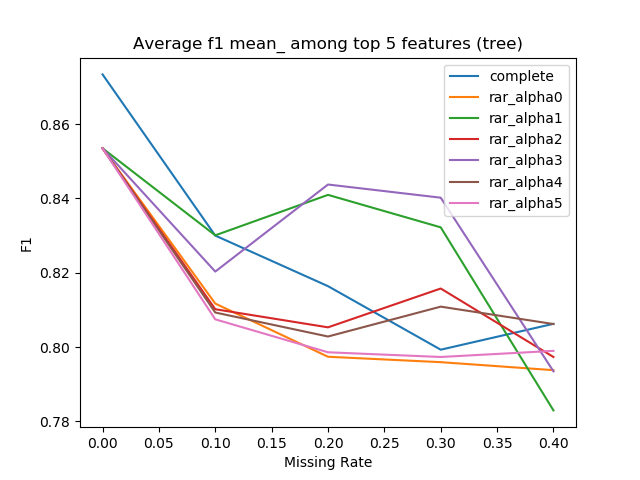 Average f1 mean_ among top 5 features (tree)
complete
rar_alpha0
rar_alpha1
rar_alpha2
rar_alpha3
rar_alpha4
rar_alpha5
0.86
0.84
0.82
0.80
0.78
F1
0.00 0.05 0.10 0.15 0.20 0.25 0.30 0.35 0.40
Missing Rate